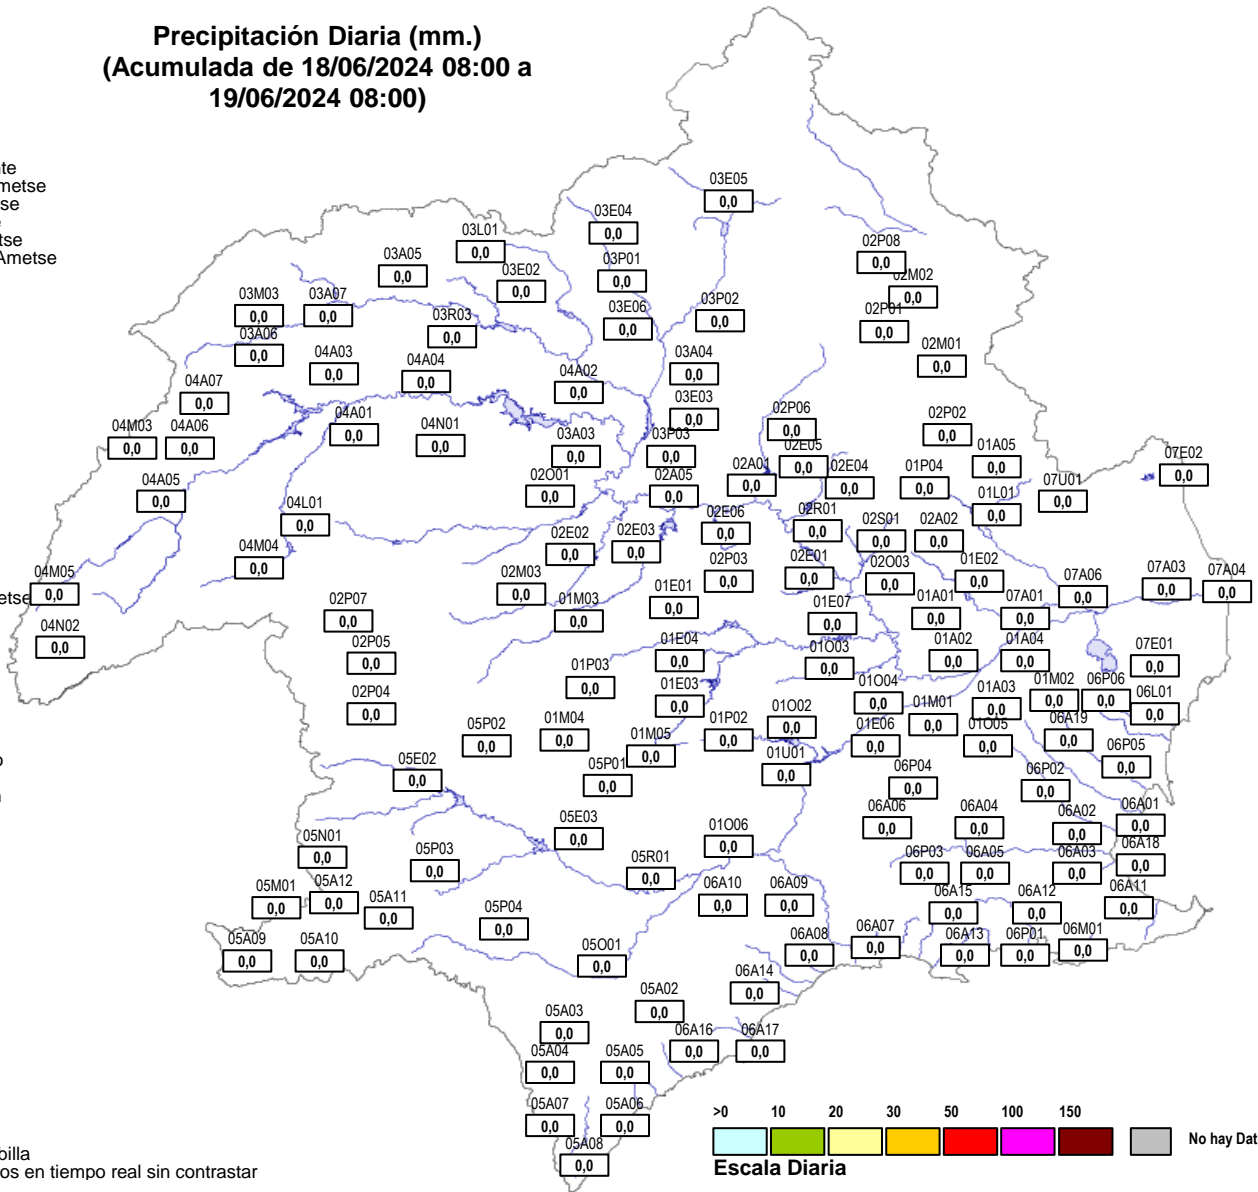 Precipitación Diaria (mm.)
(Acumulada de 18/06/2024 08:00 a
19/06/2024 08:00)
03E05
0,0
03E04
0,0
03L01
0,0
02P08
0,0
03A05
0,0
03P01
0,0
03E02
0,0
02M02
0,0
03M03
0,0
03A07
0,0
03P02
0,0
03E06
0,0
02P01
0,0
03R03
0,0
03A06
0,0
02M01
0,0
04A03
0,0
03A04
0,0
04A04
0,0
04A02
0,0
04A07
0,0
03E03
0,0
02P06
0,0
04A01
0,0
02P02
0,0
04M03
0,0
04A06
0,0
04N01
0,0
03A03
0,0
03P03
0,0
02E05
0,0
01A05
0,0
07E02
0,0
02A01
0,0
02E04
0,0
01P04
0,0
02O01
0,0
02A05
0,0
04A05
0,0
07U01
0,0
01L01
0,0
04L01
0,0
02R01
0,0
02E06
0,0
02S01
0,0
02A02
0,0
02E03
0,0
02E02
0,0
04M04
0,0
02E01
0,0
02P03
0,0
02O03
0,0
01E02
0,0
07A03
0,0
07A04
0,0
04M05
0,0
02M03
0,0
07A06
0,0
01E01
0,0
02P07
0,0
01M03
0,0
01E07
0,0
01A01
0,0
07A01
0,0
04N02
0,0
01E04
0,0
01A02
0,0
01A04
0,0
02P05
0,0
01O03
0,0
07E01
0,0
01P03
0,0
01M02
0,0
06P06
0,0
01O04
0,0
01E03
0,0
01A03
0,0
02P04
0,0
06L01
0,0
01O02
0,0
01M01
0,0
05P02
0,0
01M04
0,0
01P02
0,0
01E06
0,0
01O05
0,0
06A19
0,0
01M05
0,0
06P05
0,0
01U01
0,0
05E02
0,0
05P01
0,0
06P04
0,0
06P02
0,0
06A01
0,0
06A06
0,0
06A04
0,0
06A02
0,0
05E03
0,0
01O06
0,0
05N01
0,0
06A18
0,0
05P03
0,0
05R01
0,0
06P03
0,0
06A05
0,0
06A03
0,0
05M01
0,0
05A12
0,0
05A11
0,0
06A10
0,0
06A09
0,0
06A15
0,0
06A12
0,0
06A11
0,0
05P04
0,0
06A07
0,0
06A08
0,0
06A13
0,0
06P01
0,0
06M01
0,0
05A09
0,0
05A10
0,0
05O01
0,0
06A14
0,0
05A02
0,0
05A03
0,0
06A16
0,0
06A17
0,0
05A04
0,0
05A05
0,0
05A07
0,0
05A06
0,0
05A08
0,0
>0 10 20 30 50 100 150
No hay Dat
Escala Diaria
os en tiempo real sin contrastar